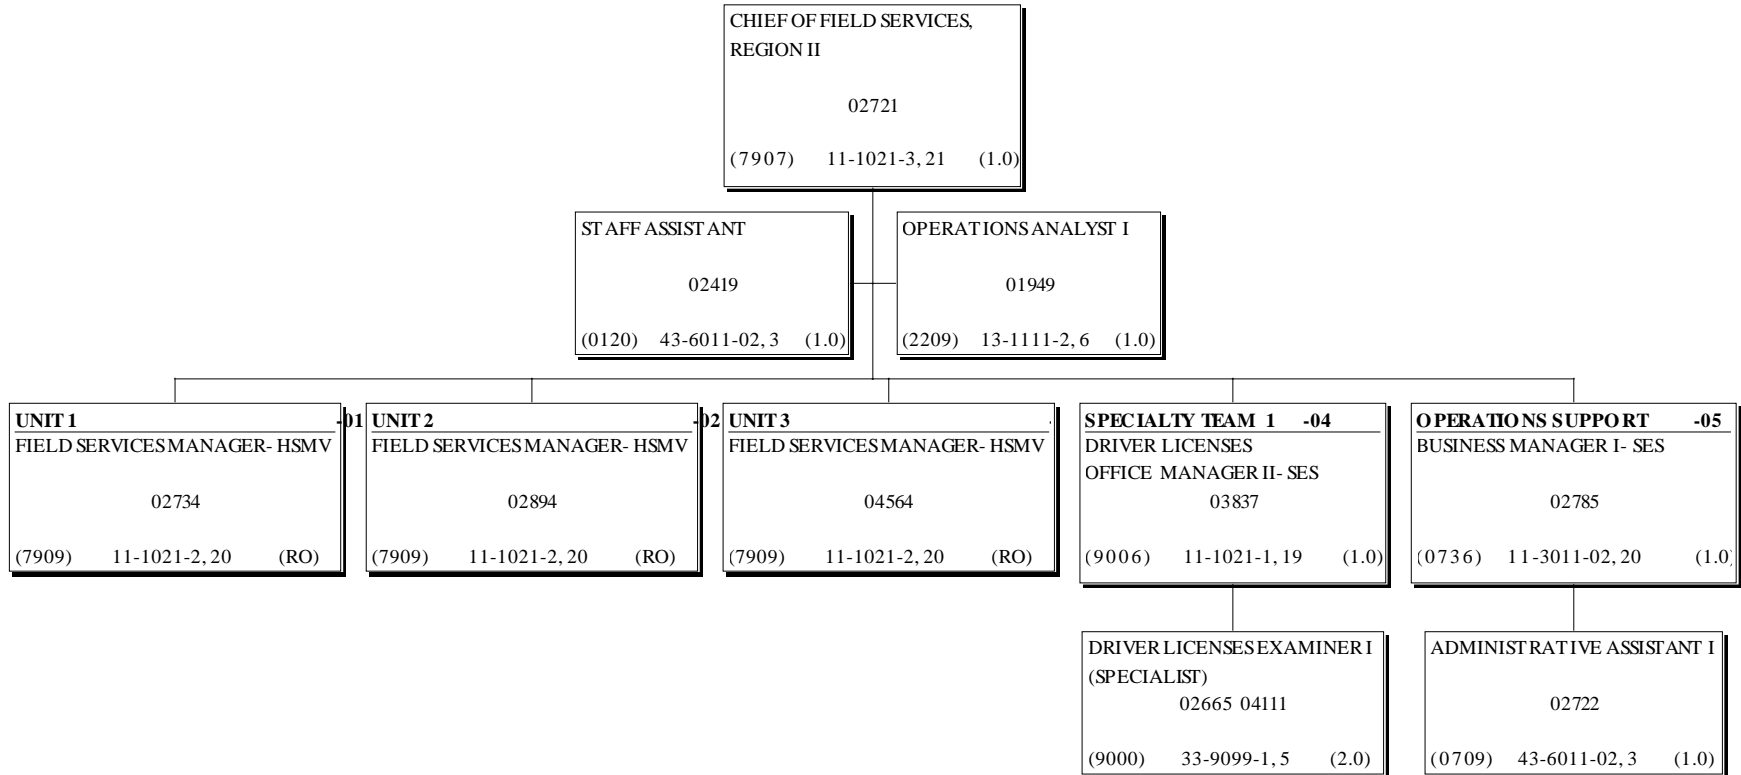 CHIEF OF FIELD SERVICES,
REGION II
02721
(7907) 11-1021-3, 21 (1.0)
STAFF ASSISTANT
02419
(0120) 43-6011-02, 3 (1.0)
OPERATIONS ANALYST I
01949
(2209) 13-1111-2, 6 (1.0)
UNIT 1 -01
FIELD SERVICES MANAGER- HSMV
02734
(7909) 11-1021-2, 20 (RO)
UNIT 2 -02
FIELD SERVICES MANAGER- HSMV
02894
(7909) 11-1021-2, 20 (RO)
UNIT 3
FIELD SERVICES MANAGER- HSMV
04564
(7909) 11-1021-2, 20 (RO)
SPECIALTY TEAM 1 -04
DRIVER LICENSES
OFFICE MANAGER II- SES
03837
(9006) 11-1021-1, 19 (1.0)
OPERATIONS SUPPORT -05
BUSINESS MANAGER I- SES
02785
(0736) 11-3011-02, 20 (1.0)
DRIVER LICENSES EXAMINER I
(SPECIALIST)
02665 04111
(9000) 33-9099-1, 5 (2.0)
ADMINISTRATIVE ASSISTANT I
02722
(0709) 43-6011-02, 3 (1.0)